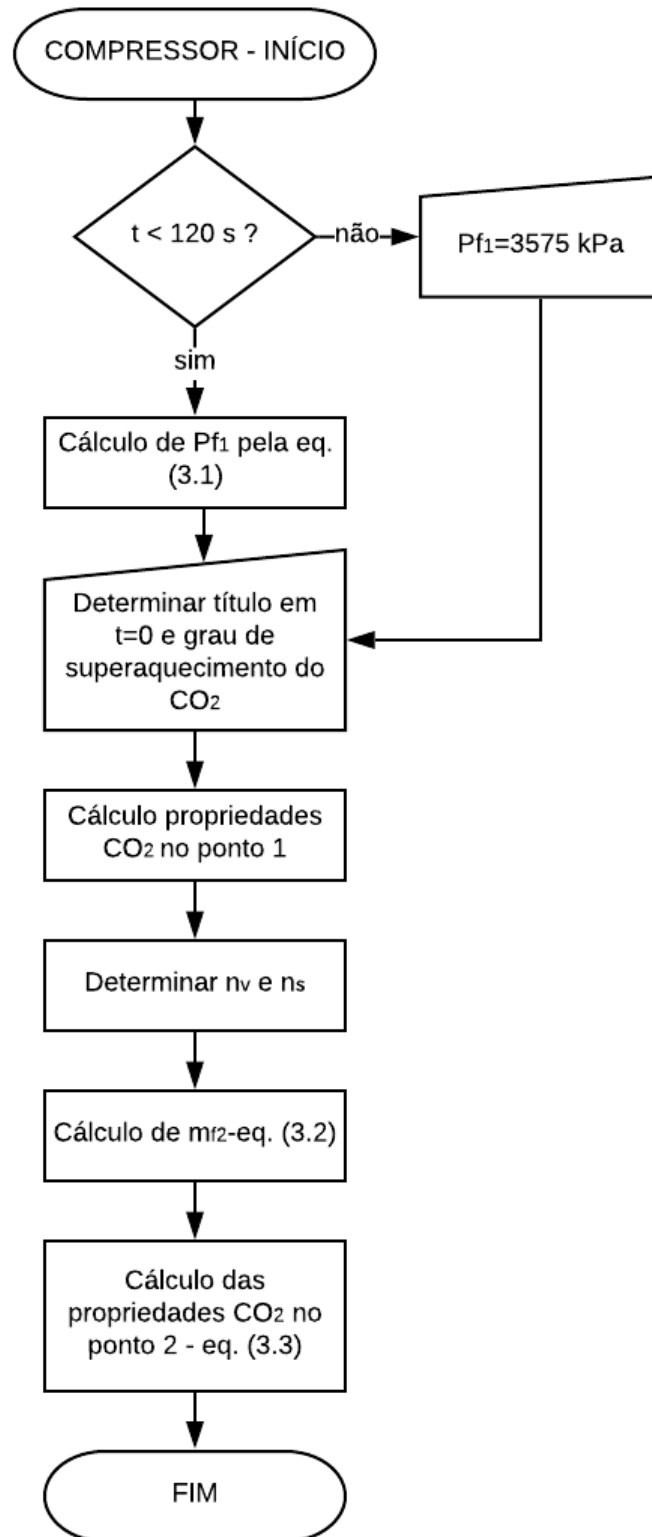 COMPRESSOR - INÍCIO
t < 120 s ?
não
Pf1=3575 kPa
sim
Cálculo de Pf1 pela eq.
(3.1)
Determinar título em
t=0 e grau de
superaquecimento do
CO2
Cálculo propriedades
CO2 no ponto 1
Determinar nv e ns
Cálculo de mf2-eq. (3.2)
Cálculo das
propriedades CO2 no
ponto 2 - eq. (3.3)
FIM